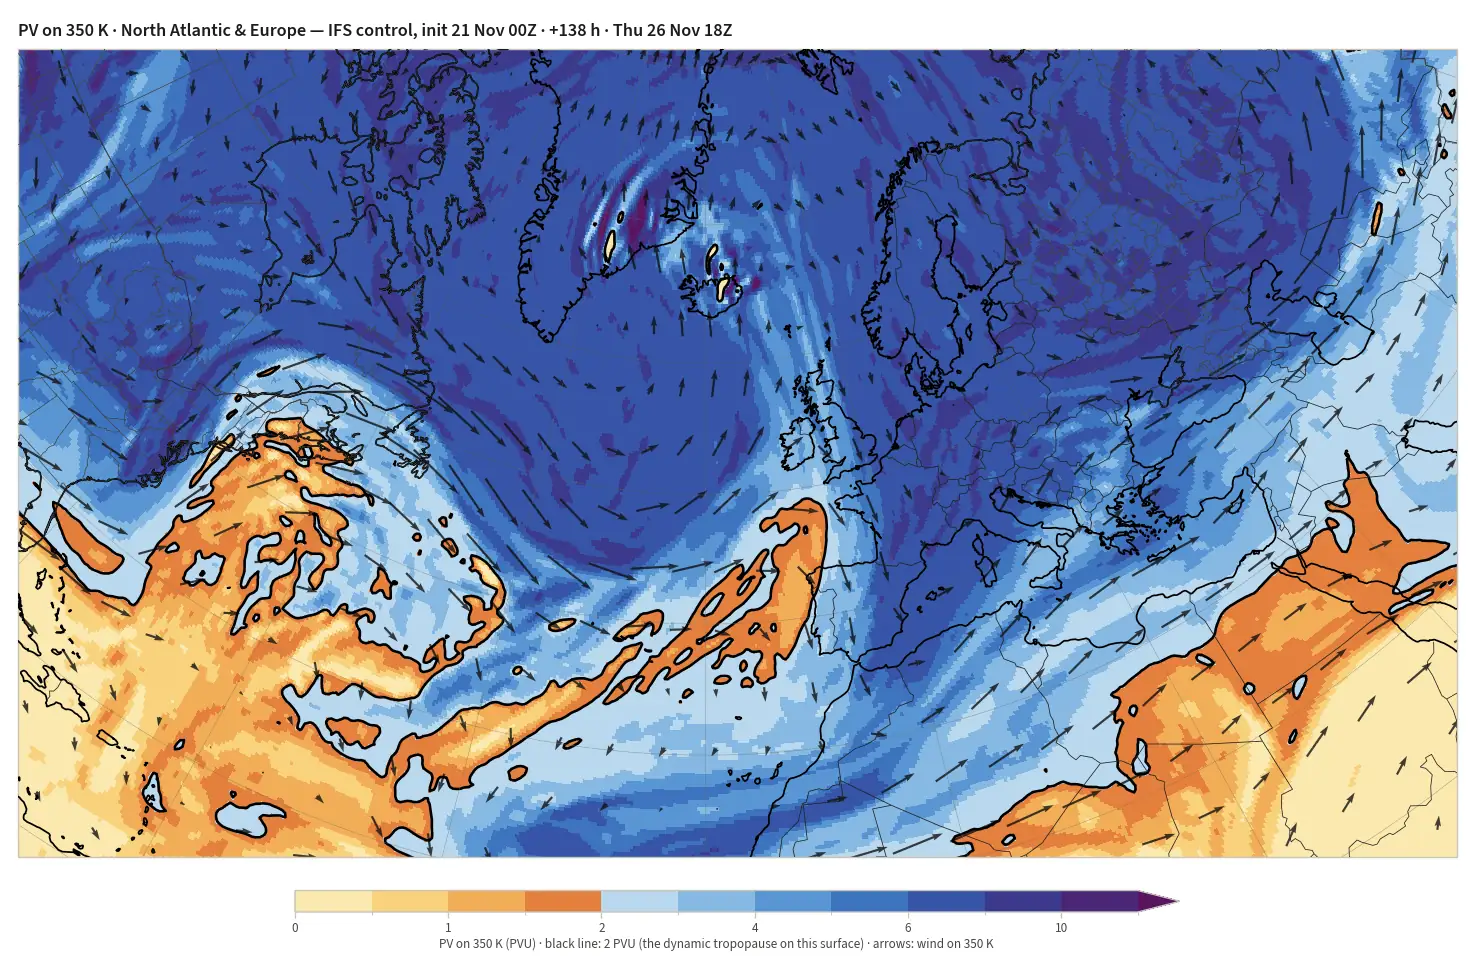 PV on 350 K · North Atlantic & Europe — IFS control, init 21 Nov 00Z · +138 h · Thu 26 Nov 18Z
0 1 2 4 6 10
PV on 350 K (PVU) · black line: 2 PVU (the dynamic tropopause on this surface) · arrows: wind on 350 K